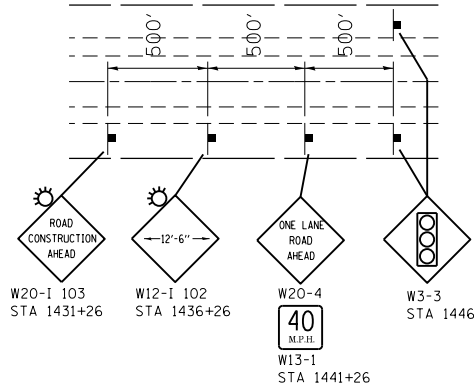 500'
500'
500'
ROAD
CONSTRUCTION
AHEAD
12'-6"
ONE LANE
ROAD
AHEAD
W20-I 103
STA 1431+26
W12-I 102
STA 1436+26
W20-4
40
M.P.H.
W13-1
STA 1441+26
W3-3
STA 1446